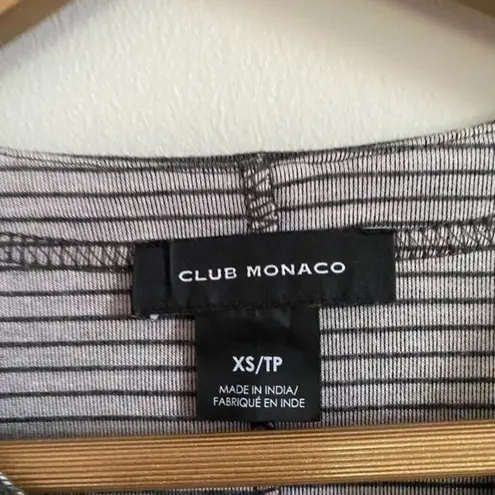 CLUB MONACO
XS/TP
MADE IN INDIA/
FABRIQUÉ EN INDE